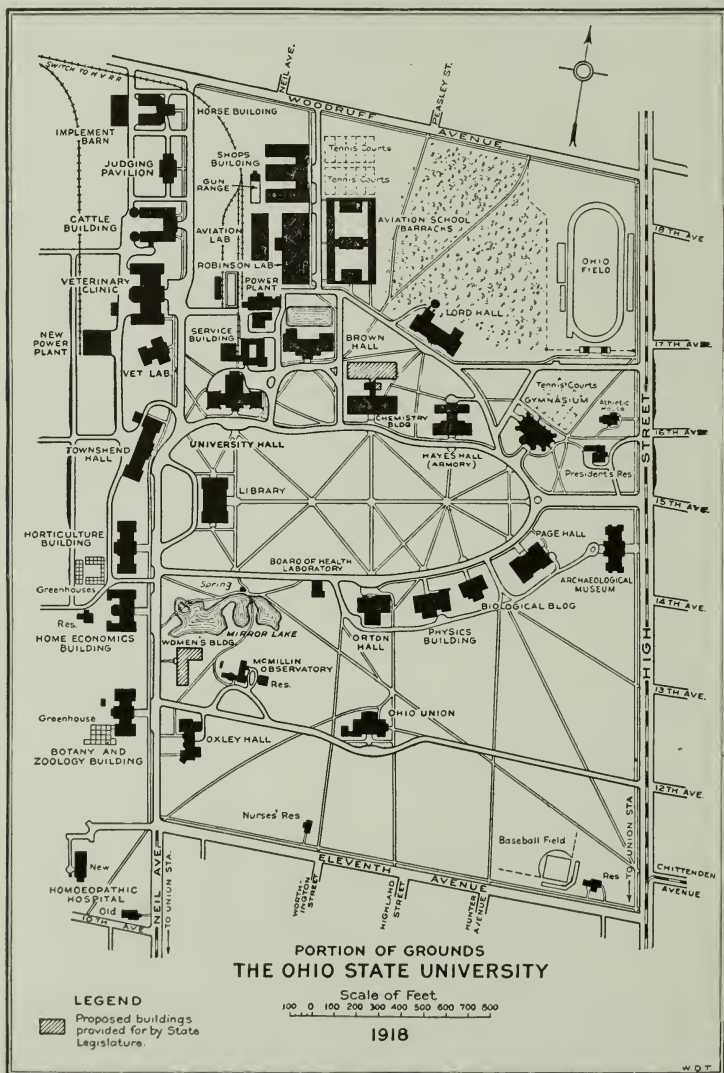 SWITCH TO H.V.R.R.
NEIL AVE.
PEASLEY ST.
WOODRUFF AVENUE
HORSE BUILDING
IMPLEMENT
BARN
JUDGING
PAVILION
SHOPS
BUILDING
GUN
RANGE
Tennis Courts
Tennis Courts
CATTLE
BUILDING
AVIATION
LAB
ROBINSON LAB
AVIATION SCHOOL
BARRACKS
OHIO
FIELD
18TH AVE
VETERINARY
CLINIC
POWER
PLANT
LORD HALL
NEW
POWER
PLANT
SERVICE
BUILDING
BROWN
HALL
17TH AVE
VET LAB.
Tennis Courts
GYMNASIUM
Athletic
House
CHEMISTRY
BLDG
HAYES HALL
(ARMORY)
16TH AVE
TOWNSHEND
HALL
UNIVERSITY HALL
President's Res
LIBRARY
15TH AVE
HORTICULTURE
BUILDING
PAGE HALL
BOARD OF HEALTH
LABORATORY
ARCHAEOLOGICAL
MUSEUM
Greenhouses
Spring
BIOLOGICAL BLDG
14TH AVE.
Res.
HOME ECONOMICS
BUILDING
MIRROR LAKE
ORTON
HALL
PHYSICS
BUILDING
WOMEN'S BLDG
MCMILLIN
OBSERVATORY
Res.
HIGH STREET
13TH AVE.
Greenhouse
OHIO UNION
BOTANY AND
ZOOLOGY BUILDING
OXLEY HALL
12TH AVE.
Nurses' Res
Baseball Field
TO UNION STA
New
HOMOEOPATHIC
HOSPITAL
Old
10TH AVE
NEIL AVE.
TO UNION STA.
ELEVENTH AVENUE
WORTH-
INGTON
STREET
HIGHLAND
STREET
HUNTER
AVENUE
Res
CHITTENDEN
AVENUE
PORTION OF GROUNDS
THE OHIO STATE UNIVERSITY
LEGEND
Proposed buildings
provided for by State
Legislature.
Scale of Feet
100 0 100 200 300 400 500 600 700 800
1918
W D T